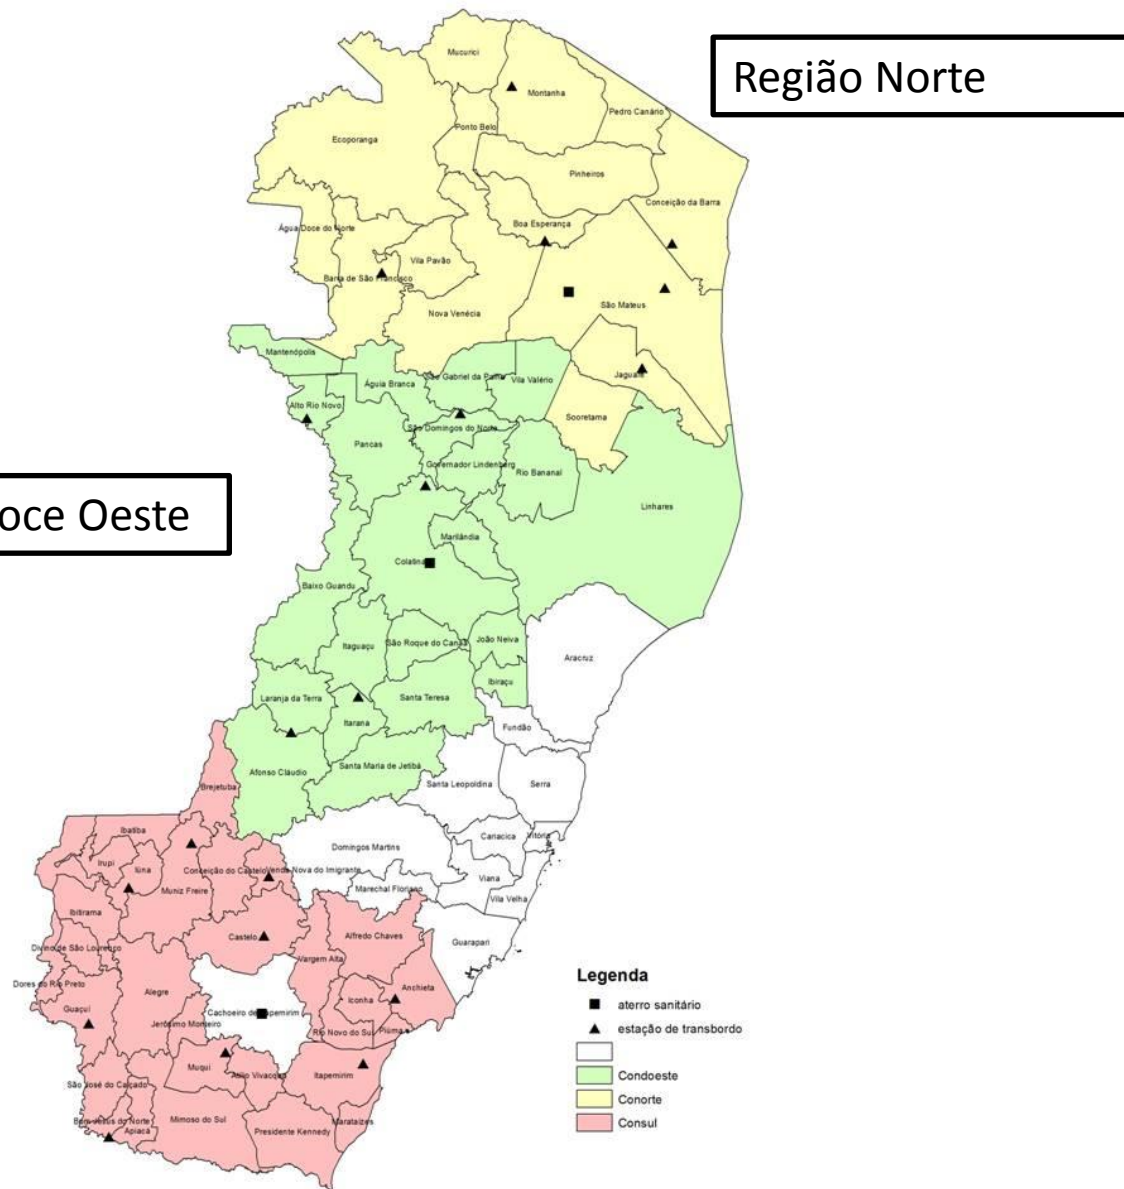 Região Norte
Mucurici
Montanha
Pedro Canário
Ponto Belo
Ecoporanga
Pinheiros
Conceição da Barra
Água Doce do Norte
Boa Esperança
Vila Pavão
Barra de São Francisco
São Mateus
Nova Venécia
Mantenópolis
Águia Branca
São Gabriel da Palha
Vila Valério
Jaguaré
Alto Rio Novo
Sooretama
São Domingos do Norte
Pancas
Governador Lindenberg
Rio Bananal
oce Oeste
Linhares
Marilândia
Colatina
Baixo Guandu
Itaguaçu
São Roque do Canaã
João Neiva
Aracruz
Ibiraçu
Laranja da Terra
Santa Teresa
Itarana
Fundão
Afonso Cláudio
Santa Maria de Jetibá
Brejetuba
Santa Leopoldina
Serra
Ibatiba
Cariacica
Vitória
Domingos Martins
Irupi
Iúna
Conceição do Castelo
Venda Nova do Imigrante
Muniz Freire
Marechal Floriano
Viana
Vila Velha
Ibitirama
Castelo
Alfredo Chaves
Guarapari
Divino de São Lourenço
Vargem Alta
Dores do Rio Preto
Alegre
Anchieta
Iconha
Guaçuí
Cachoeiro de Itapemirim
Jerônimo Monteiro
Rio Novo do Sul
Piúma
Muqui
Atílio Vivacqua
Itapemirim
São José do Calçado
Bom Jesus do Norte
Apiacá
Mimoso do Sul
Presidente Kennedy
Marataízes
Legenda
aterro sanitário
estação de transbordo
Condoeste
Conorte
Consul